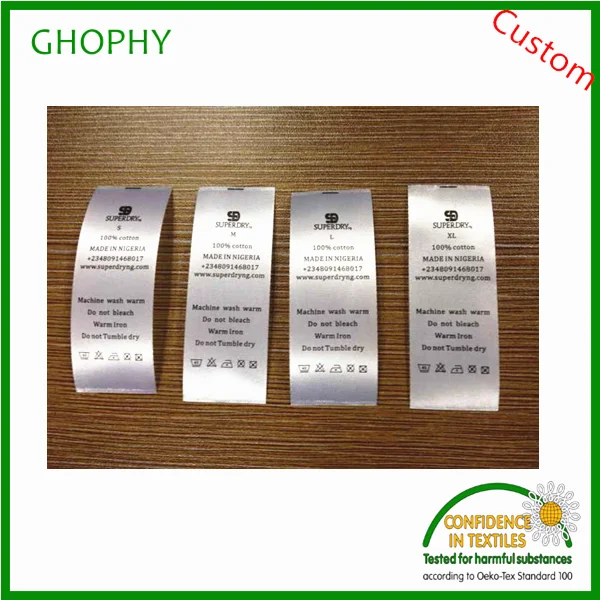 GHOPHY
Custom
SUPERDRY™
S
100% cotton
MADE IN NIGERIA
+2348091468017
www.superdryng.com
Machine wash warm
Do not bleach
Warm Iron
Do not Tumble dry
SUPERDRY™
M
100% cotton
MADE IN NIGERIA
+2348091468017
www.superdryng.com
Machine wash warm
Do not bleach
Warm Iron
Do not Tumble dry
SUPERDRY™
L
100% cotton
MADE IN NIGERIA
+2348091468017
www.superdryng.com
Machine wash warm
Do not bleach
Warm Iron
Do not Tumble dry
SUPERDRY™
XL
100% cotton
MADE IN NIGERIA
+2348091468017
www.superdryng.com
Machine wash warm
Do not bleach
Warm Iron
Do not Tumble dry
CONFIDENCE
IN TEXTILES
Tested for harmful substances
according to Oeko-Tex Standard 100